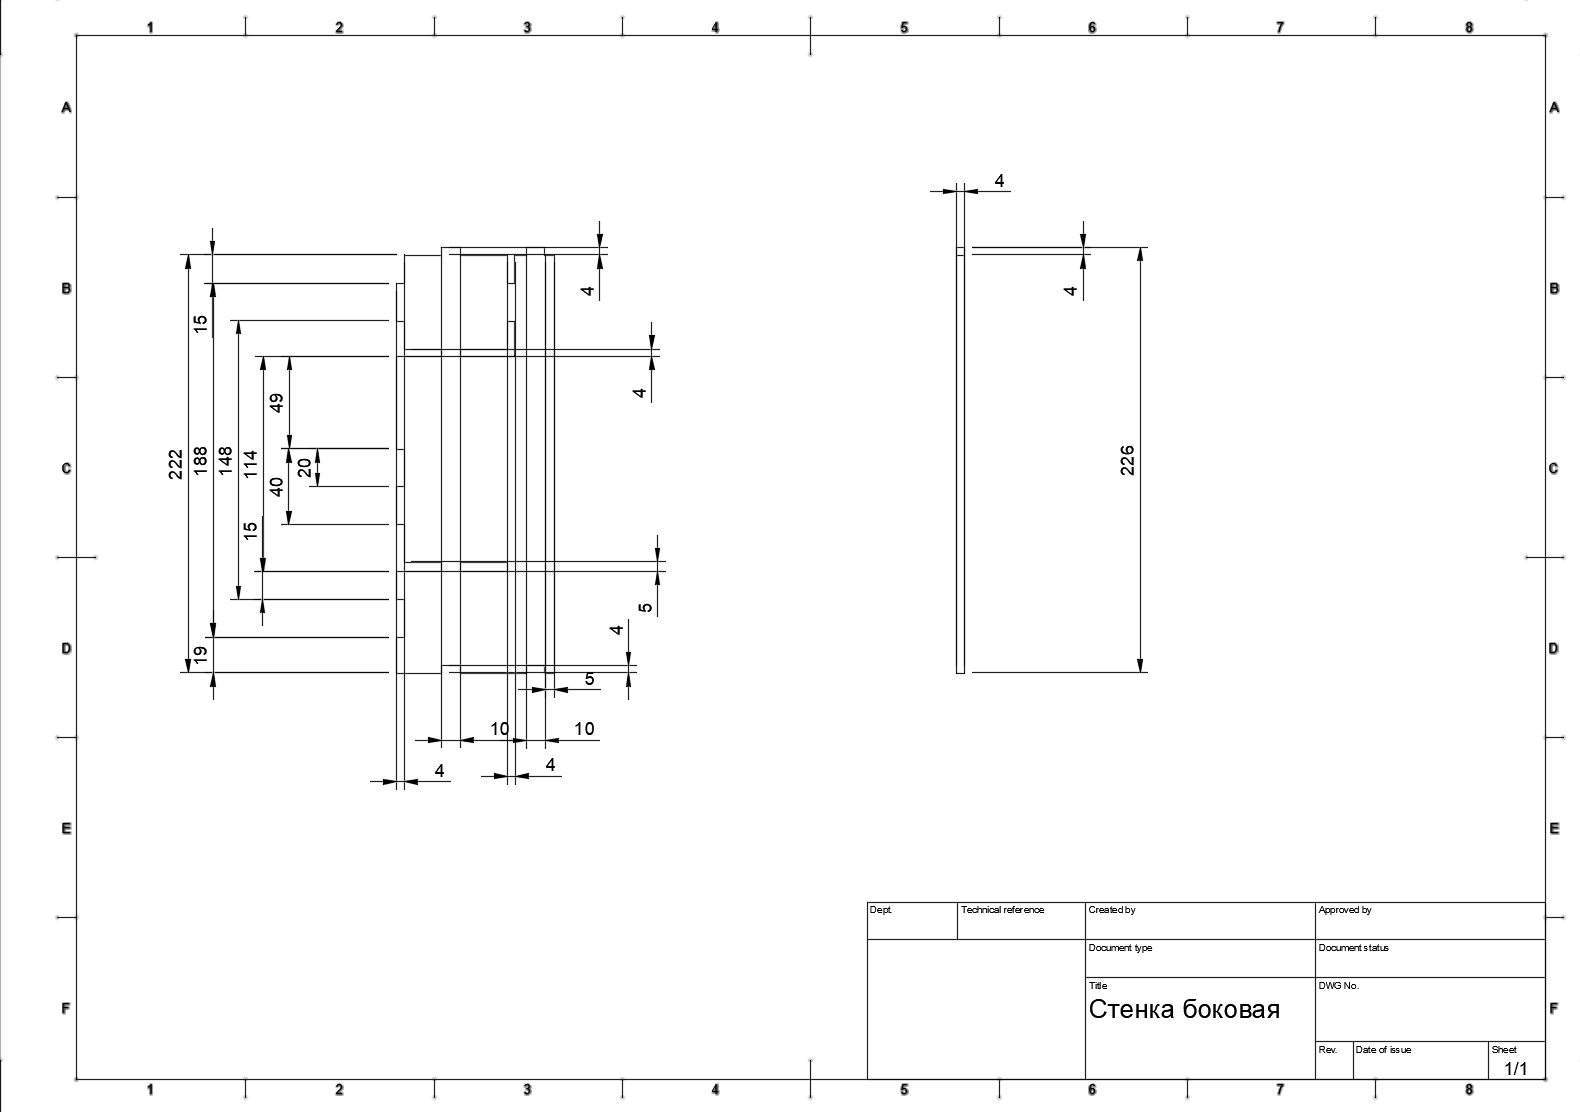 1 2 3 4 5 6 7 8
A A
4
B B
4
4
15
4
49
222 188 148 114 40 20
226
C C
15
5
4
D D
19
5
10 10
4 4
E E
Dept. Technical reference Created by Approved by
Document type Document status
Title DWG No.
Стенка боковая
F F
Rev. Date of issue Sheet
1/1
1 2 3 4 5 6 7 8